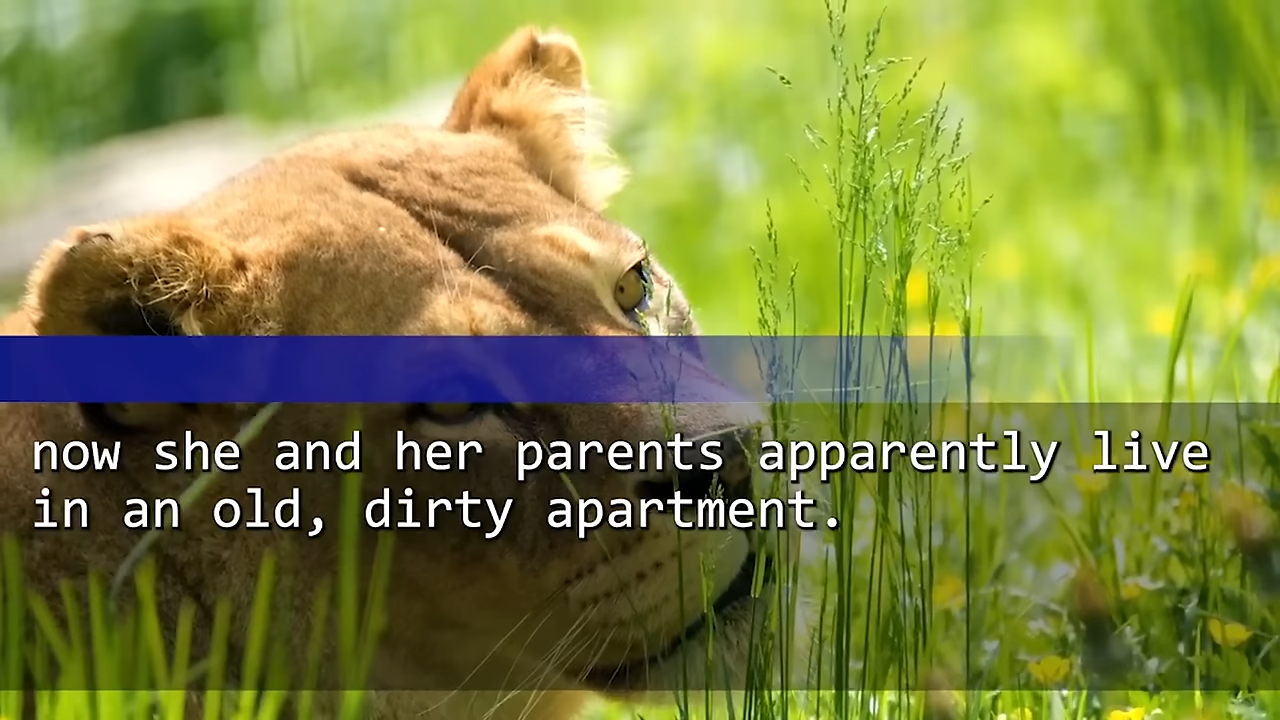 now she and her parents apparently live
in an old, dirty apartment.